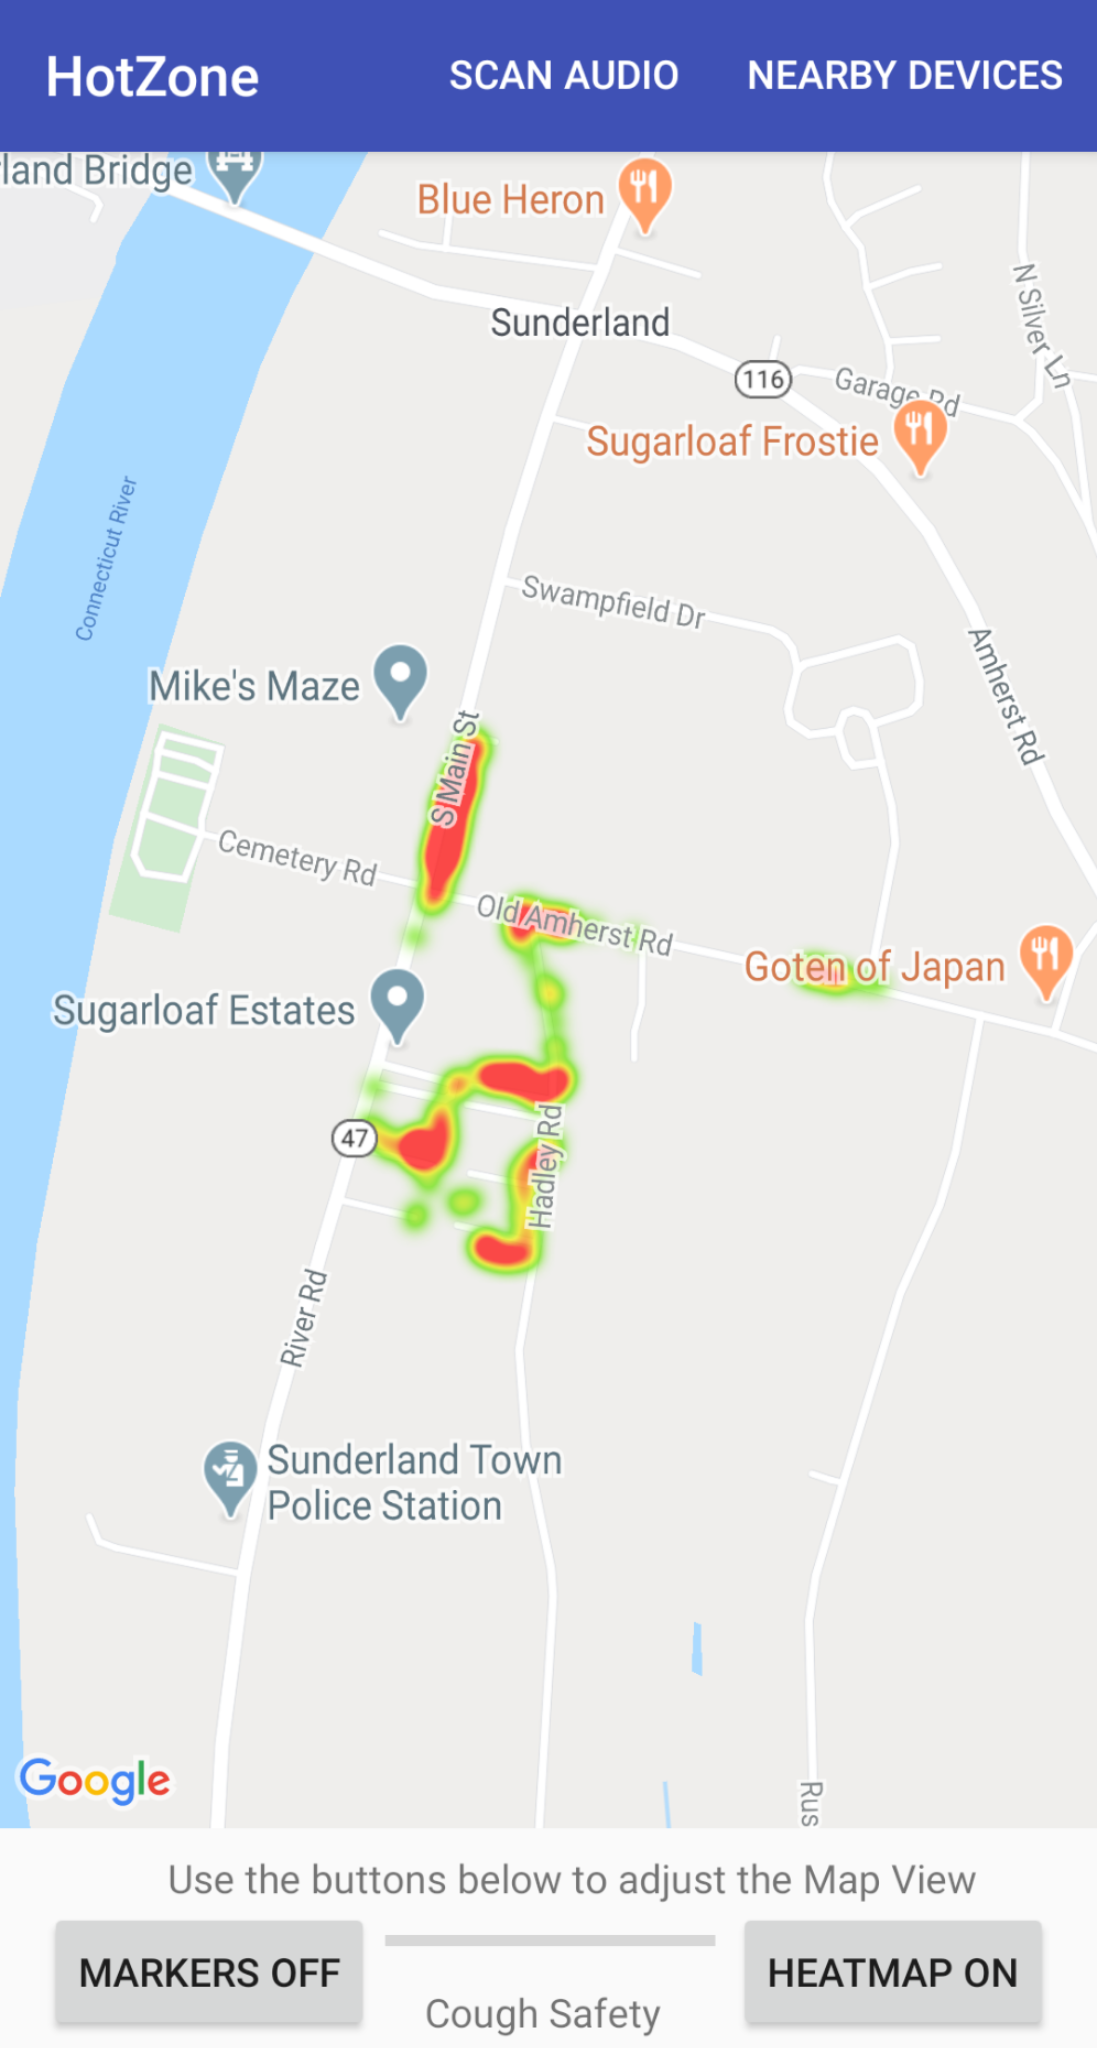 HotZone
SCAN AUDIO
NEARBY DEVICES
rland Bridge
Blue Heron
Sunderland
N Silver Ln
116
Garage Rd
Sugarloaf Frostie
Connecticut River
Swampfield Dr
Amherst Rd
Mike's Maze
S Main St
Cemetery Rd
Old Amherst Rd
Goten of Japan
Sugarloaf Estates
47
Hadley Rd
River Rd
Sunderland Town
Police Station
Rus
Google
Use the buttons below to adjust the Map View
MARKERS OFF
HEATMAP ON
Cough Safety